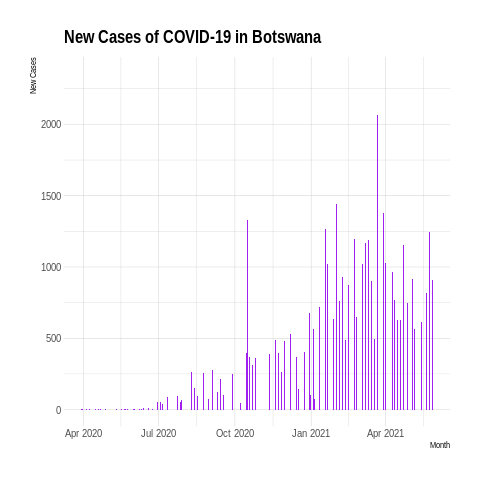 New Cases of COVID-19 in Botswana
New Cases
2000
1500
1000
500
0
Apr 2020 Jul 2020 Oct 2020 Jan 2021 Apr 2021
Month